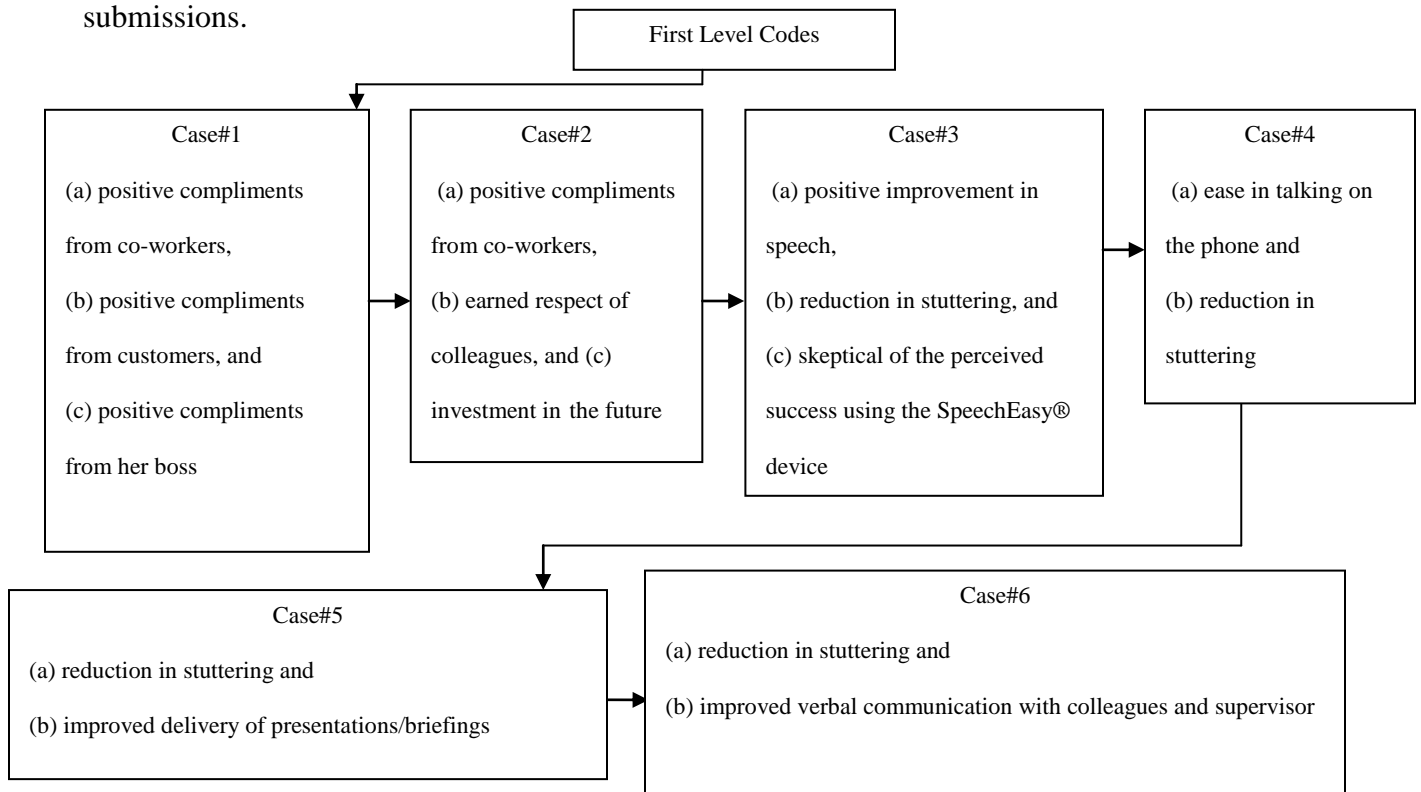 submissions.
First Level Codes
Case#1
(a) positive compliments
from co-workers,
(b) positive compliments
from customers, and
(c) positive compliments
from her boss
Case#2
(a) positive compliments
from co-workers,
(b) earned respect of
colleagues, and (c)
investment in the future
Case#3
(a) positive improvement in
speech,
(b) reduction in stuttering, and
(c) skeptical of the perceived
success using the SpeechEasy®
device
Case#4
(a) ease in talking on
the phone and
(b) reduction in
stuttering
Case#5
(a) reduction in stuttering and
(b) improved delivery of presentations/briefings
Case#6
(a) reduction in stuttering and
(b) improved verbal communication with colleagues and supervisor